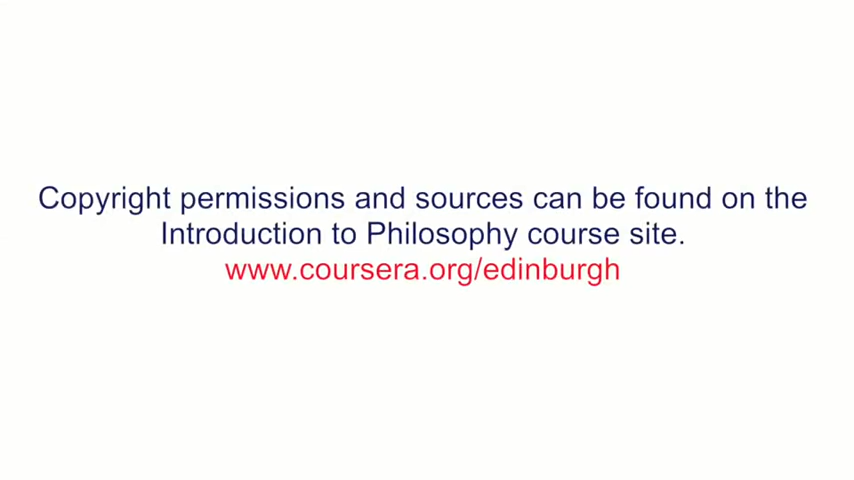 Copyright permissions and sources can be found on the
Introduction to Philosophy course site.
www.coursera.org/edinburgh